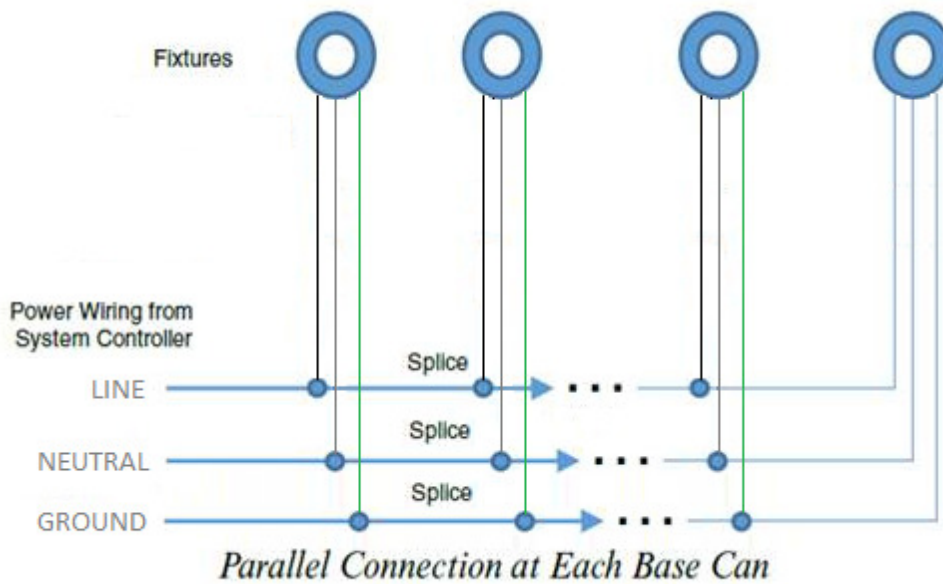 Fixtures
Power Wiring from
System Controller
Splice
LINE
Splice
NEUTRAL
Splice
GROUND
Parallel Connection at Each Base Can